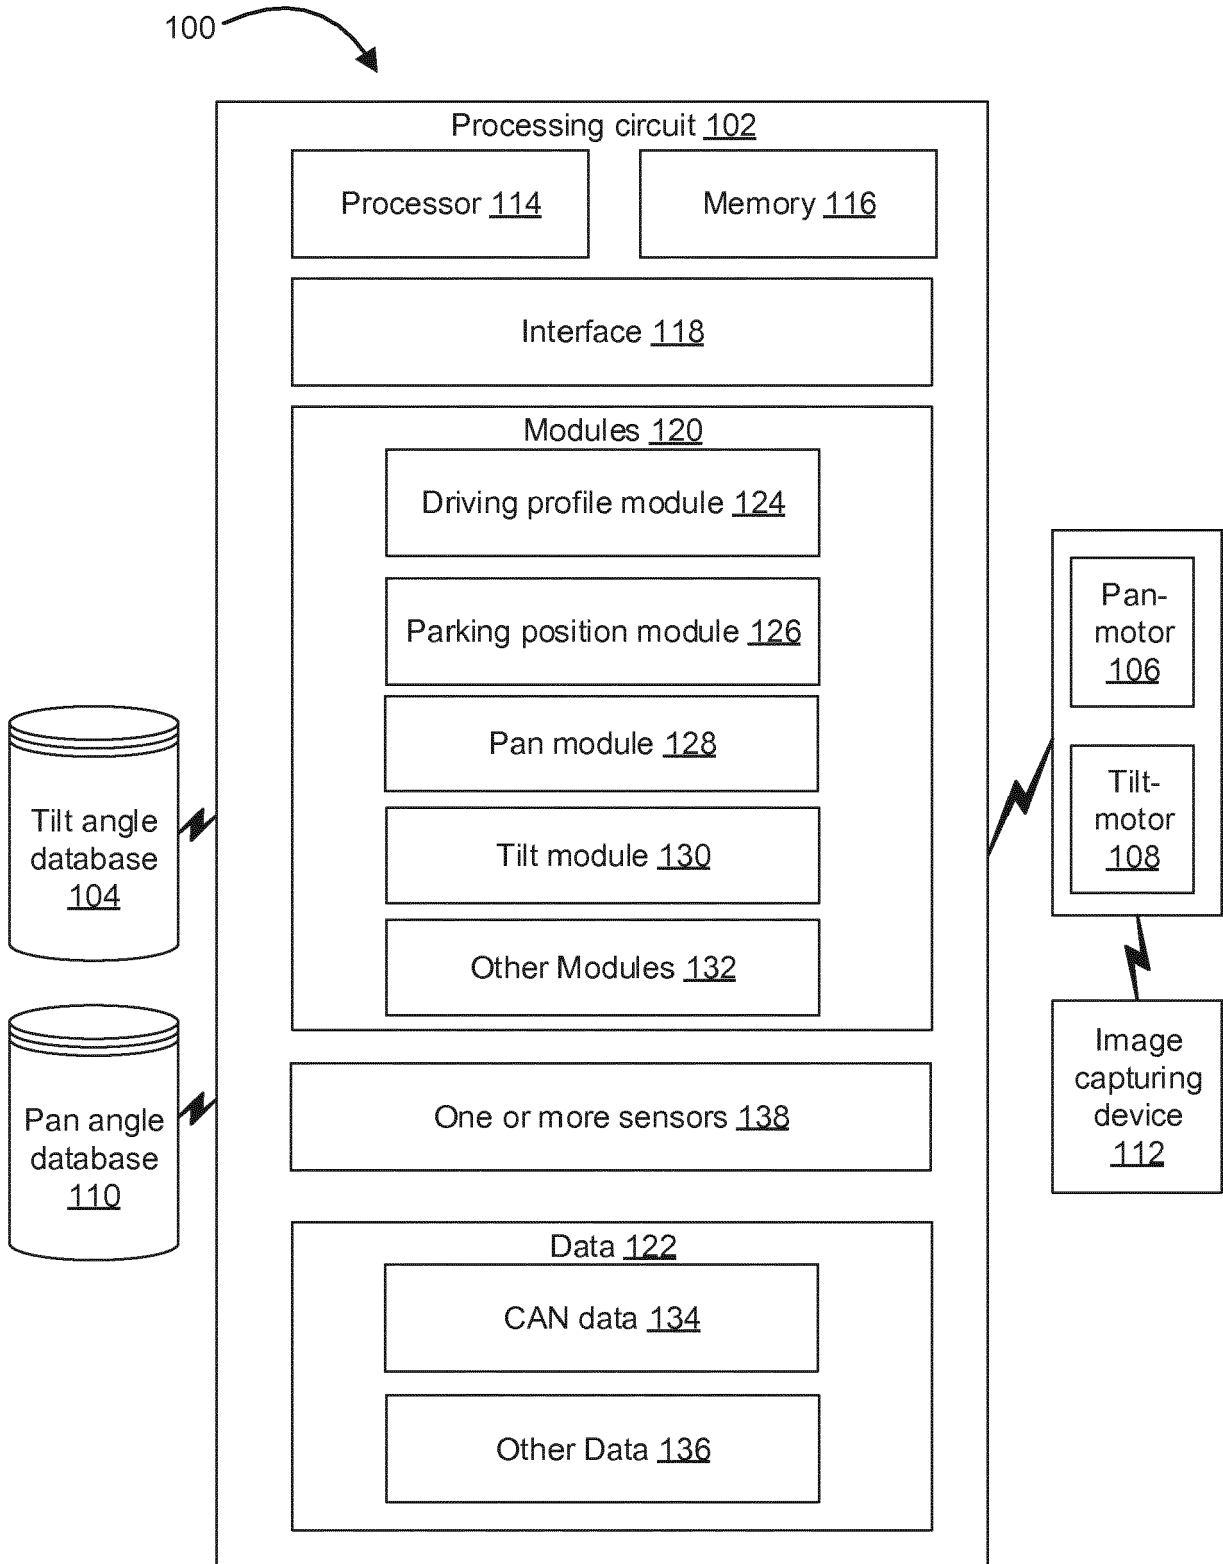 100
Processing circuit 102
Processor 114
Memory 116
Interface 118
Modules 120
Driving profile module 124
Parking position module 126
Pan module 128
Tilt module 130
Other Modules 132
One or more sensors 138
Data 122
CAN data 134
Other Data 136
Tilt angle
database
104
Pan angle
database
110
Pan-
motor
106
Tilt-
motor
108
Image
capturing
device
112